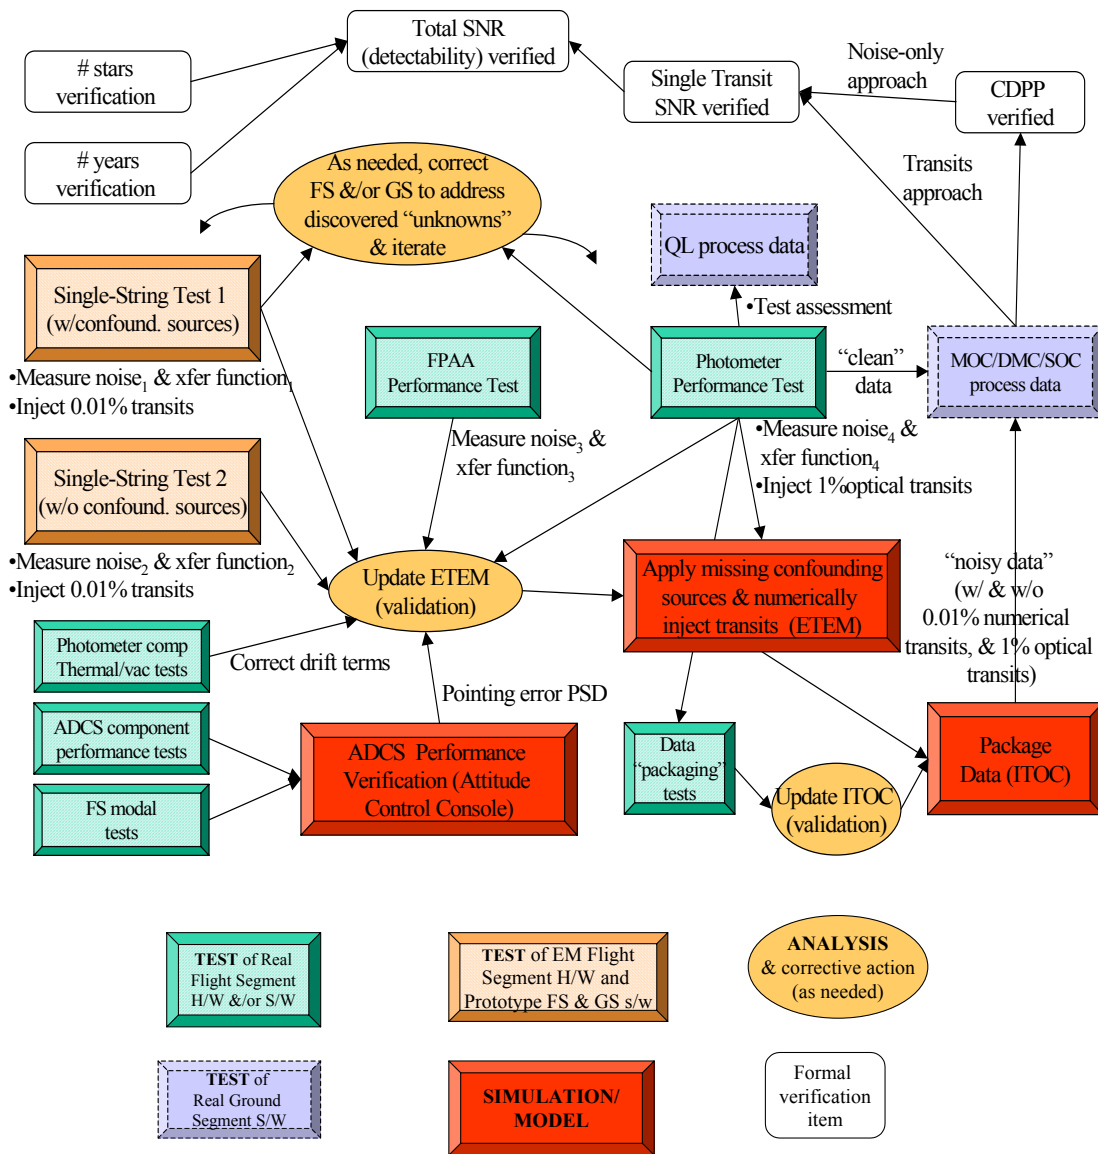 Total SNR
(detectability) verified
# stars
verification
# years
verification
Single Transit
SNR verified
Noise-only
approach
CDPP
verified
Transits
approach
As needed, correct
FS &/or GS to address
discovered “unknowns”
& iterate
QL process data
•Test assessment
Single-String Test 1
(w/confound. sources)
•Measure noise₁ & xfer function₁
•Inject 0.01% transits
FPAA
Performance Test
Photometer
Performance Test
“clean”
data
MOC/DMC/SOC
process data
Measure noise₃ &
xfer function₃
•Measure noise₄ &
xfer function₄
•Inject 1%optical transits
Single-String Test 2
(w/o confound. sources)
•Measure noise₂ & xfer function₂
•Inject 0.01% transits
Update ETEM
(validation)
Apply missing confounding
sources & numerically
inject transits (ETEM)
“noisy data”
(w/ & w/o
0.01% numerical
transits, & 1% optical
transits)
Photometer comp
Thermal/vac tests
Correct drift terms
Pointing error PSD
ADCS component
performance tests
FS modal
tests
ADCS Performance
Verification (Attitude
Control Console)
Data
“packaging”
tests
Update ITOC
(validation)
Package
Data (ITOC)
TEST of Real
Flight Segment
H/W &/or S/W
TEST of EM Flight
Segment H/W and
Prototype FS & GS s/w
ANALYSIS
& corrective action
(as needed)
TEST of
Real Ground
Segment S/W
SIMULATION/
MODEL
Formal
verification
item